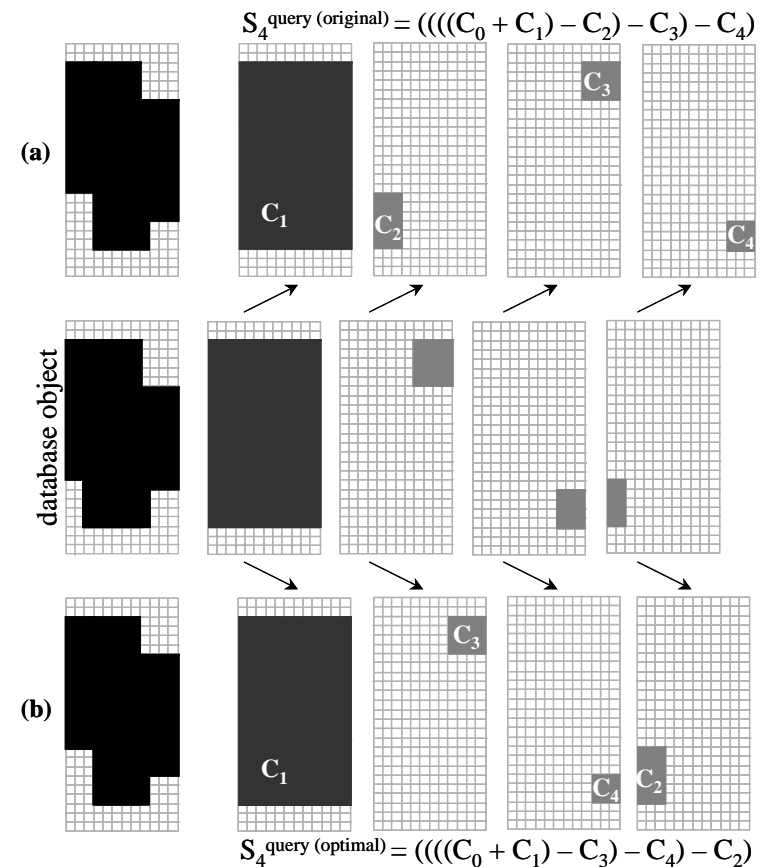 S₄query (original) = ((((C₀ + C₁) – C₂) – C₃) – C₄)
(a)
C₁
C₂
C₃
C₄
database object
(b)
C₁
C₃
C₄
C₂
S₄query (optimal) = ((((C₀ + C₁) – C₃) – C₄) – C₂)